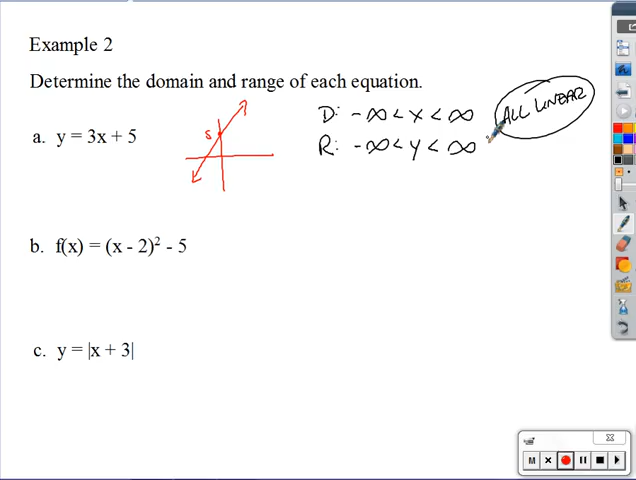 Example 2
Determine the domain and range of each equation.
a. y = 3x + 5
5
D: -∞ < x < ∞
R: -∞ < y < ∞
ALL LINEAR
b. f(x) = (x - 2)² - 5
c. y = |x + 3|
M